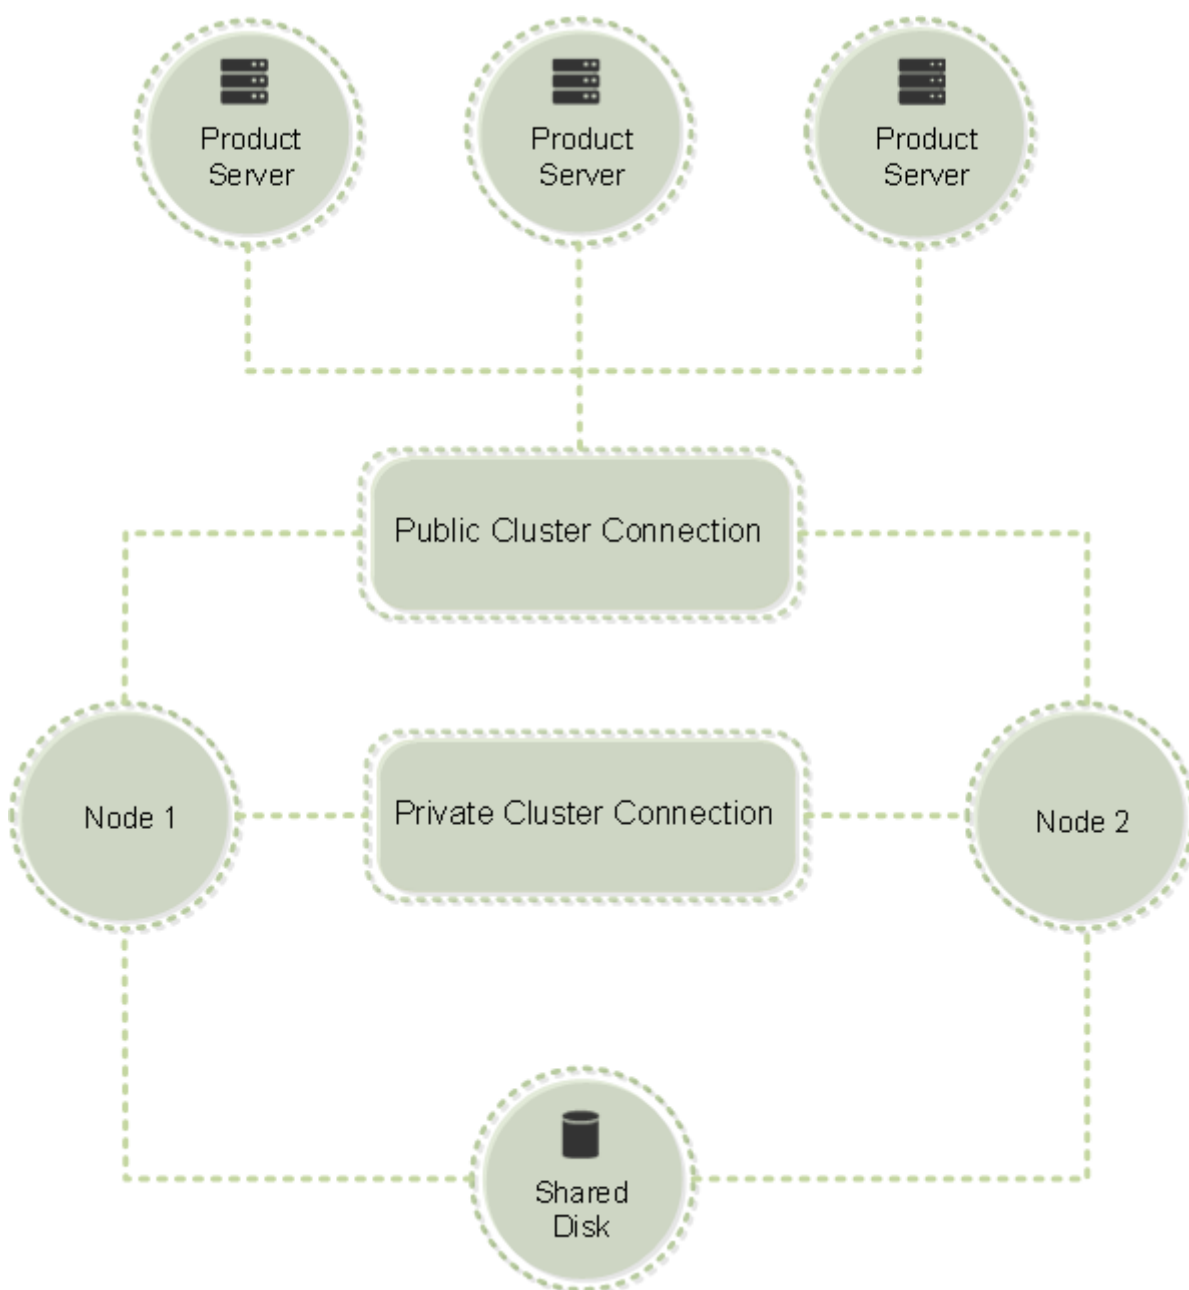 Product
Server
Product
Server
Product
Server
Public Cluster Connection
Node 1
Private Cluster Connection
Node 2
Shared
Disk